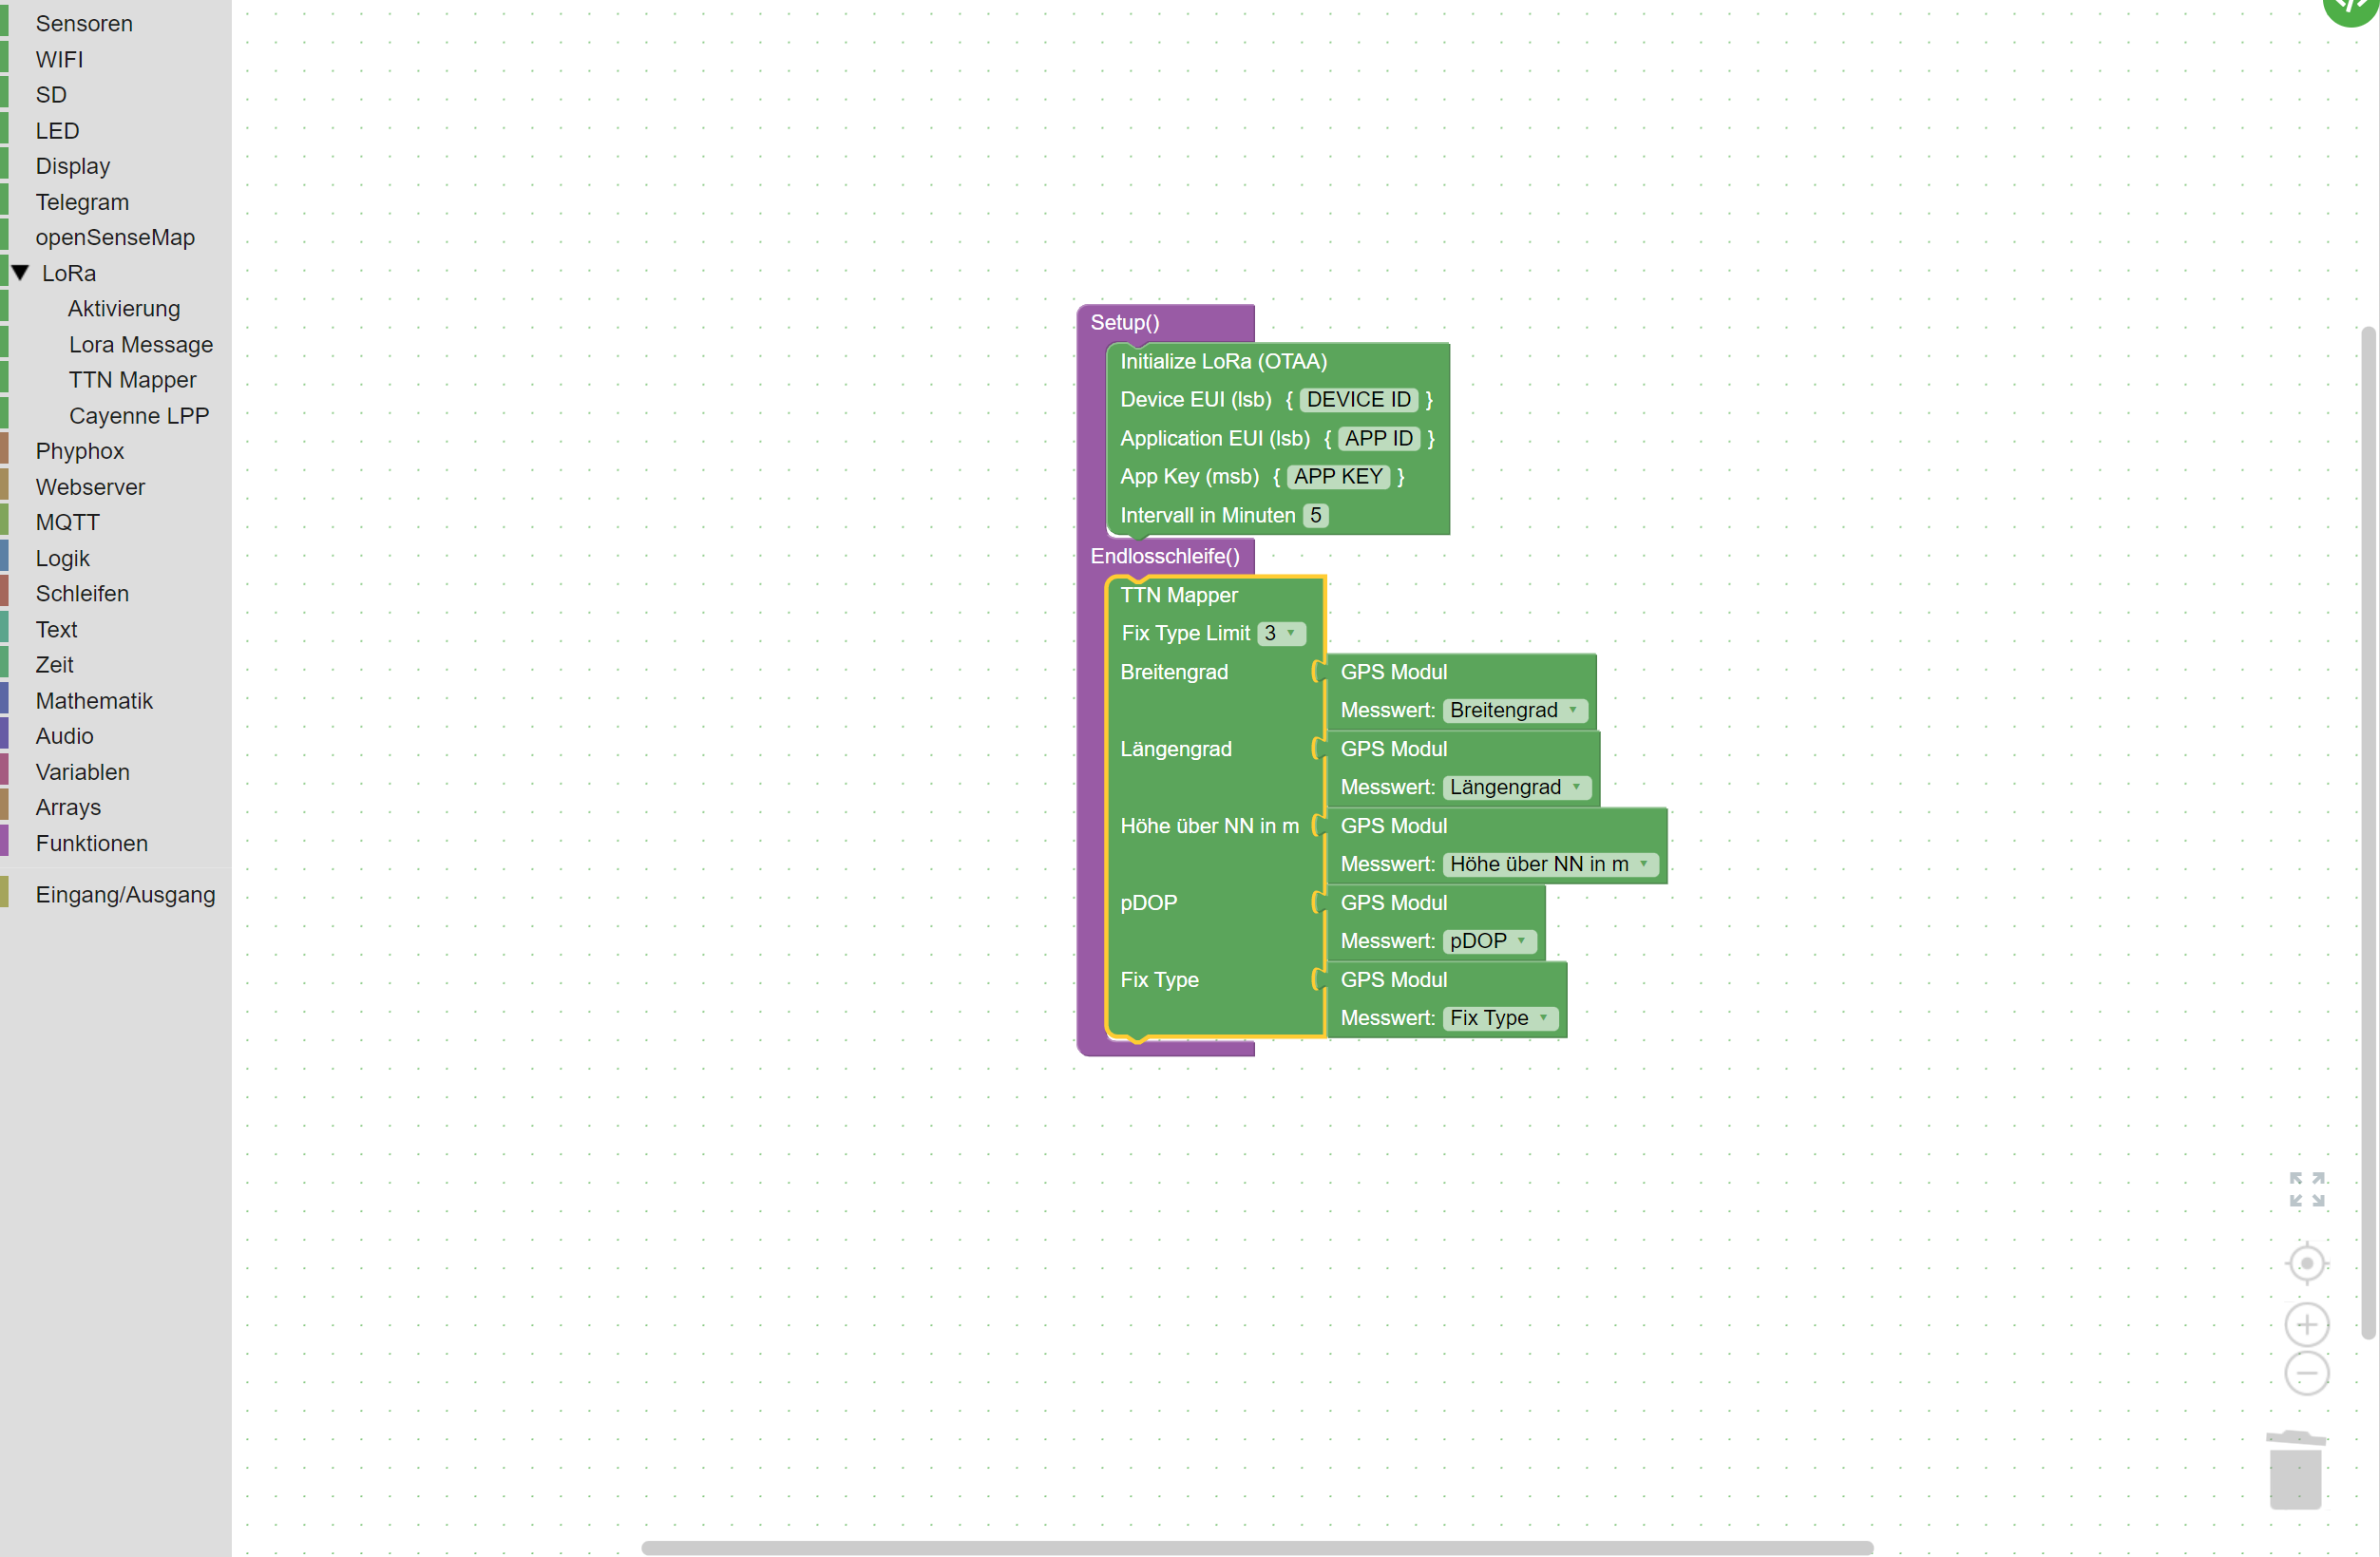 Sensoren
WIFI
SD
LED
Display
Telegram
openSenseMap
LoRa
Aktivierung
Lora Message
TTN Mapper
Cayenne LPP
Phyphox
Webserver
MQTT
Logik
Schleifen
Text
Zeit
Mathematik
Audio
Variablen
Arrays
Funktionen
Eingang/Ausgang
Setup()
Initialize LoRa (OTAA)
Device EUI (lsb) { DEVICE ID }
Application EUI (lsb) { APP ID }
App Key (msb) { APP KEY }
Intervall in Minuten 5
Endlosschleife()
TTN Mapper
Fix Type Limit 3
Breitengrad GPS Modul
Messwert: Breitengrad
Längengrad GPS Modul
Messwert: Längengrad
Höhe über NN in m GPS Modul
Messwert: Höhe über NN in m
pDOP GPS Modul
Messwert: pDOP
Fix Type GPS Modul
Messwert: Fix Type